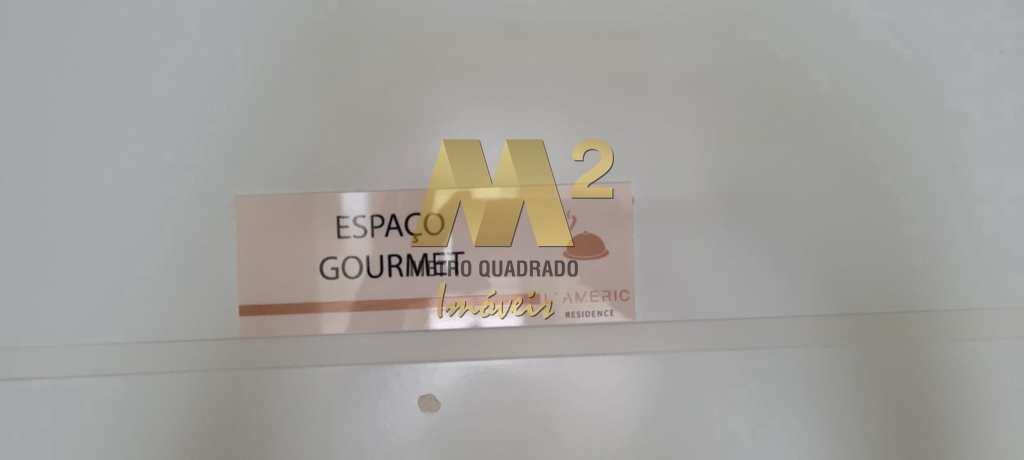 M²
ESPAÇO
GOURMET
METRO QUADRADO
Imóveis
AMERIC
RESIDENCE